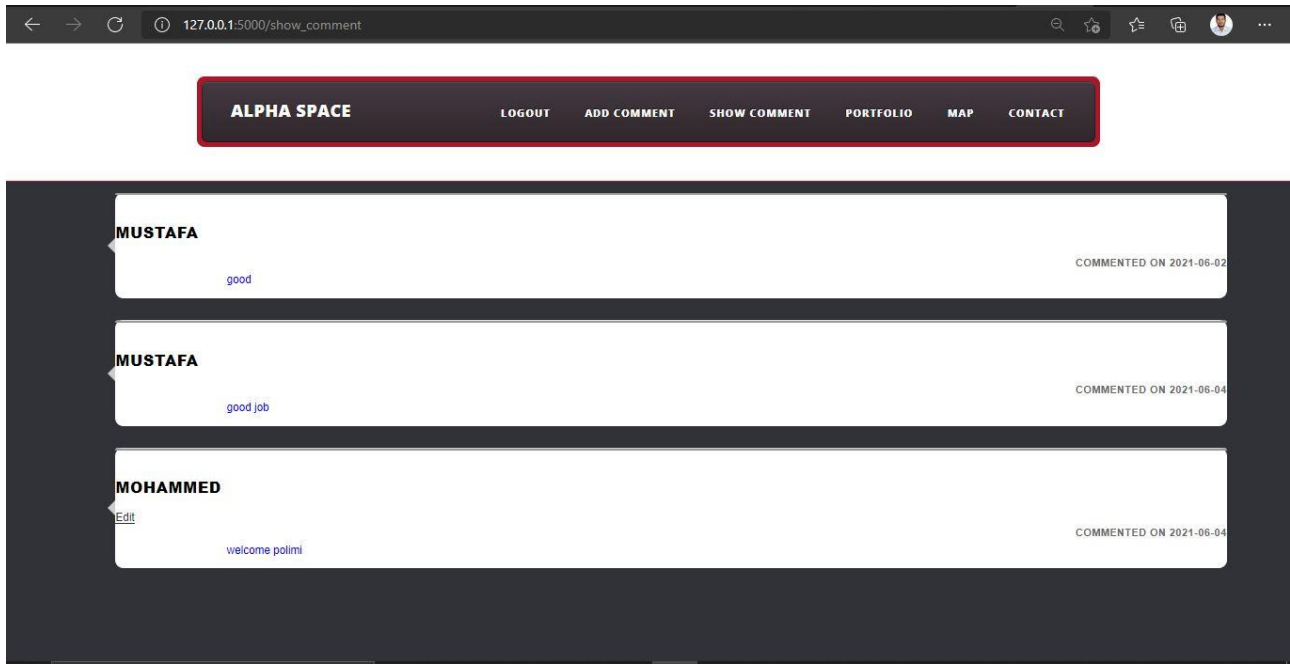 127.0.0.1:5000/show_comment
ALPHA SPACE LOGOUT ADD COMMENT SHOW COMMENT PORTFOLIO MAP CONTACT
MUSTAFA
COMMENTED ON 2021-06-02
good
MUSTAFA
COMMENTED ON 2021-06-04
good job
MOHAMMED
Edit
COMMENTED ON 2021-06-04
welcome polimi